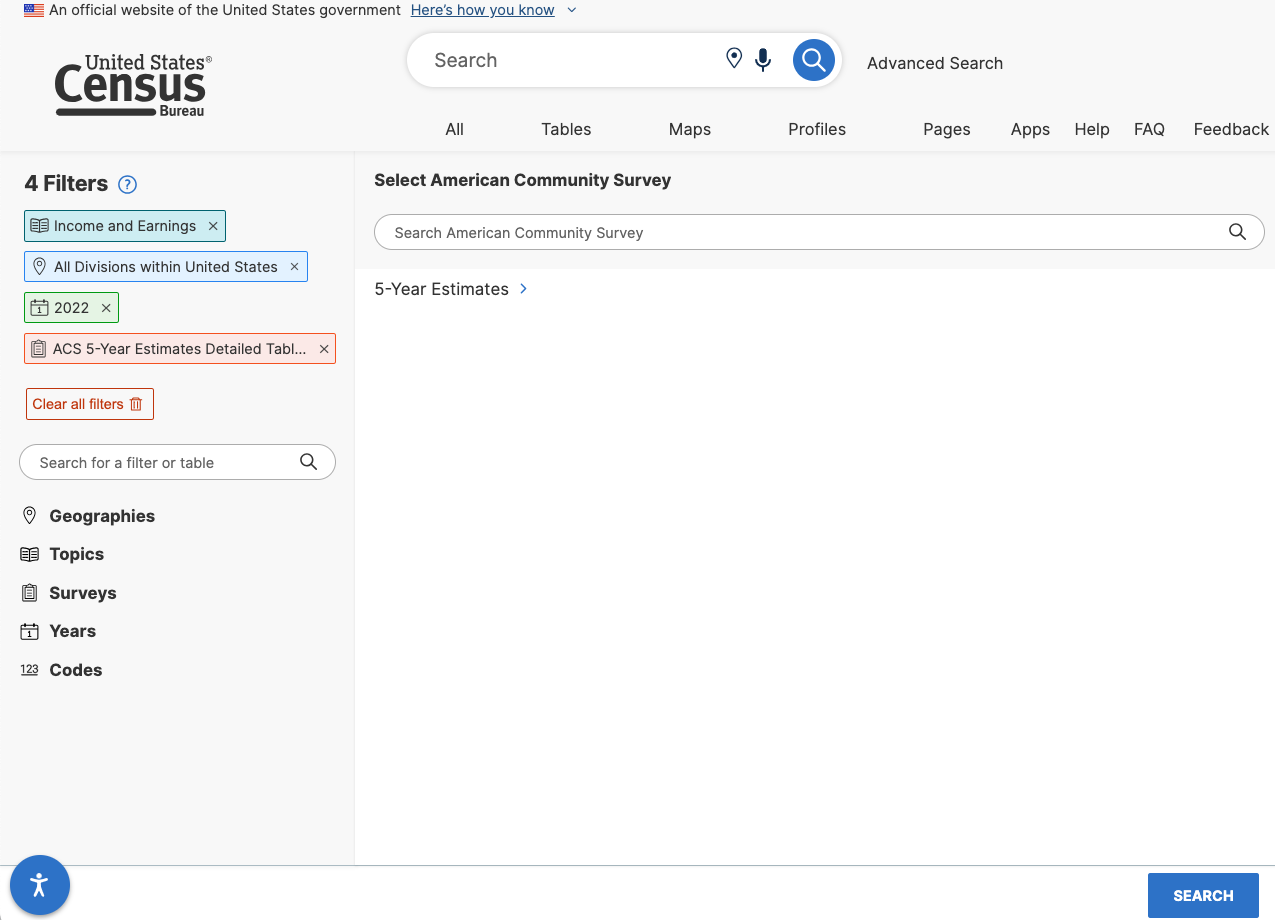 An official website of the United States government Here's how you know
United States®
Census
Bureau
Search
Advanced Search
All Tables Maps Profiles Pages Apps Help FAQ Feedback
4 Filters ?
Income and Earnings
All Divisions within United States
1 2022
ACS 5-Year Estimates Detailed Tabl...
Clear all filters
Search for a filter or table
Geographies
Topics
Surveys
1 Years
123 Codes
Select American Community Survey
Search American Community Survey
5-Year Estimates
SEARCH